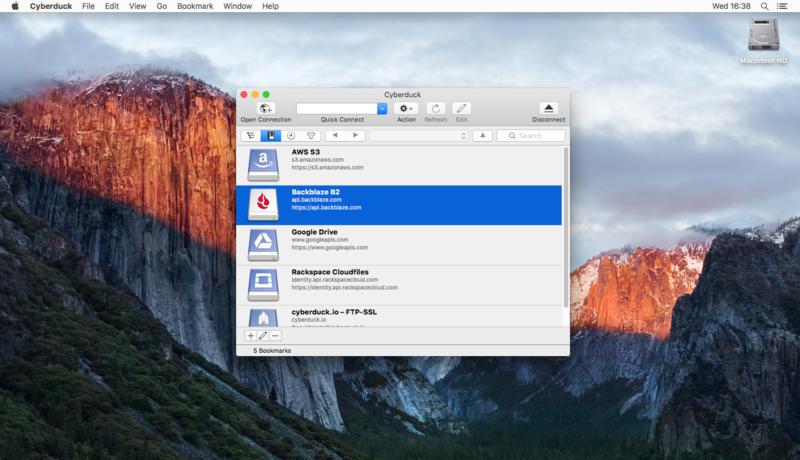 Cyberduck File Edit View Go Bookmark Window Help Wed 16:38
Macintosh HD
Cyberduck
Open Connection Quick Connect Action Refresh Edit Disconnect
Search
AWS S3
s3.amazonaws.com
https://s3.amazonaws.com
Backblaze B2
api.backblaze.com
https://api.backblaze.com
Google Drive
www.googleapis.com
https://www.googleapis.com
Rackspace Cloudfiles
identity.api.rackspacecloud.com
https://identity.api.rackspacecloud.com
cyberduck.io – FTP-SSL
cyberduck.io
5 Bookmarks